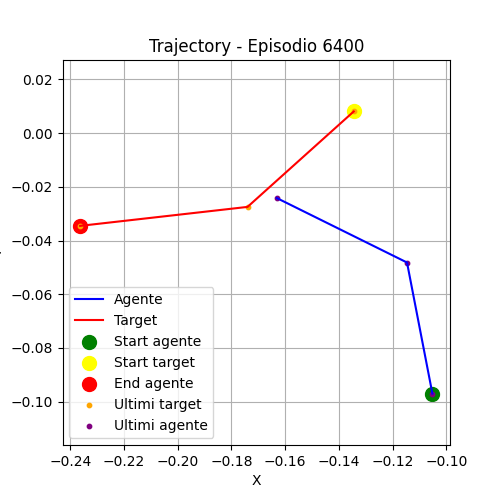 Trajectory - Episodio 6400
0.02
0.00
−0.02
−0.04
−0.06
−0.08
−0.10
Agente
Target
Start agente
Start target
End agente
Ultimi target
Ultimi agente
−0.24 −0.22 −0.20 −0.18 −0.16 −0.14 −0.12 −0.10
X